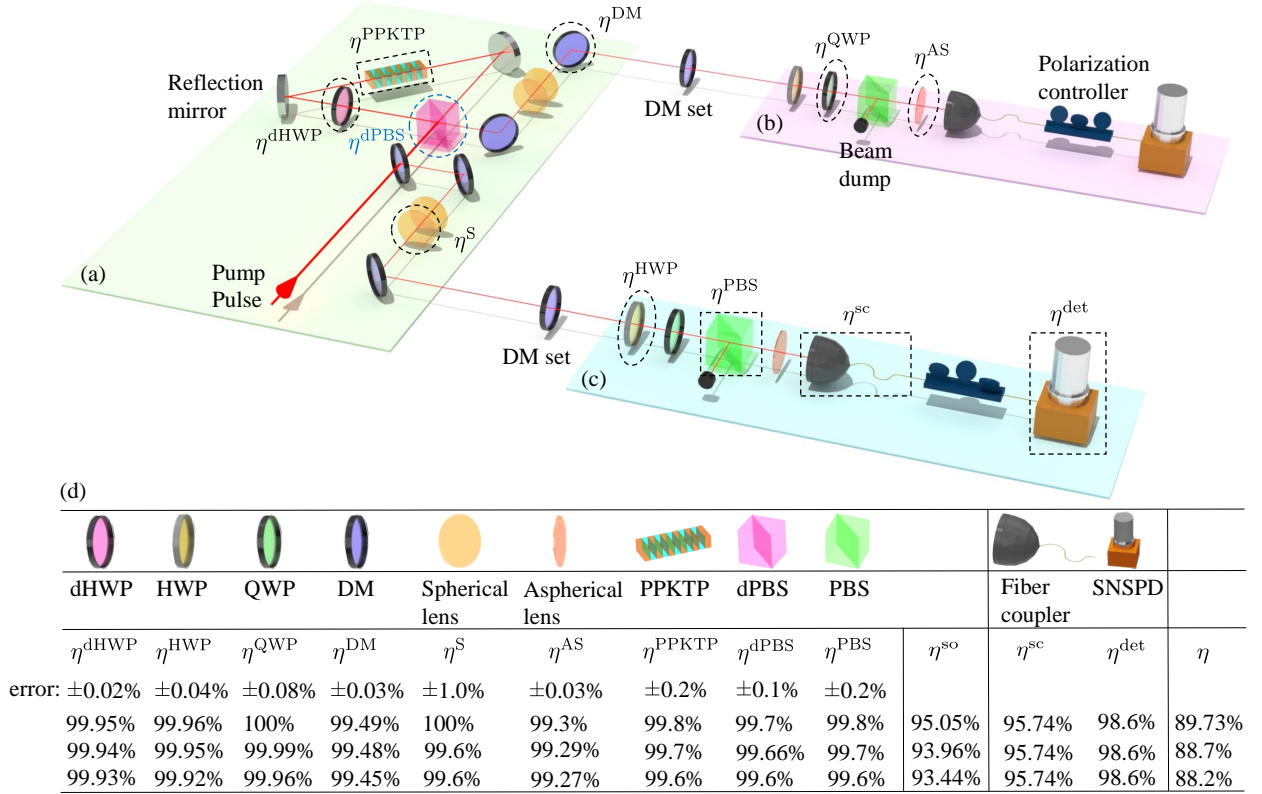 η^DM
η^PPKTP
η^QWP
η^AS
Reflection
mirror
Polarization
controller
DM set
(b)
η^dHWP
η^dPBS
Beam
dump
η^S
(a)
Pump
Pulse
η^HWP
η^PBS
η^sc
η^det
DM set
(c)
(d)
dHWP HWP QWP DM Spherical lens Aspherical lens PPKTP dPBS PBS Fiber coupler SNSPD
η^dHWP η^HWP η^QWP η^DM η^S η^AS η^PPKTP η^dPBS η^PBS η^so η^sc η^det η
error: ±0.02% ±0.04% ±0.08% ±0.03% ±1.0% ±0.03% ±0.2% ±0.1% ±0.2%
99.95% 99.96% 100% 99.49% 100% 99.3% 99.8% 99.7% 99.8% 95.05% 95.74% 98.6% 89.73%
99.94% 99.95% 99.99% 99.48% 99.6% 99.29% 99.7% 99.66% 99.7% 93.96% 95.74% 98.6% 88.7%
99.93% 99.92% 99.96% 99.45% 99.6% 99.27% 99.6% 99.6% 99.6% 93.44% 95.74% 98.6% 88.2%